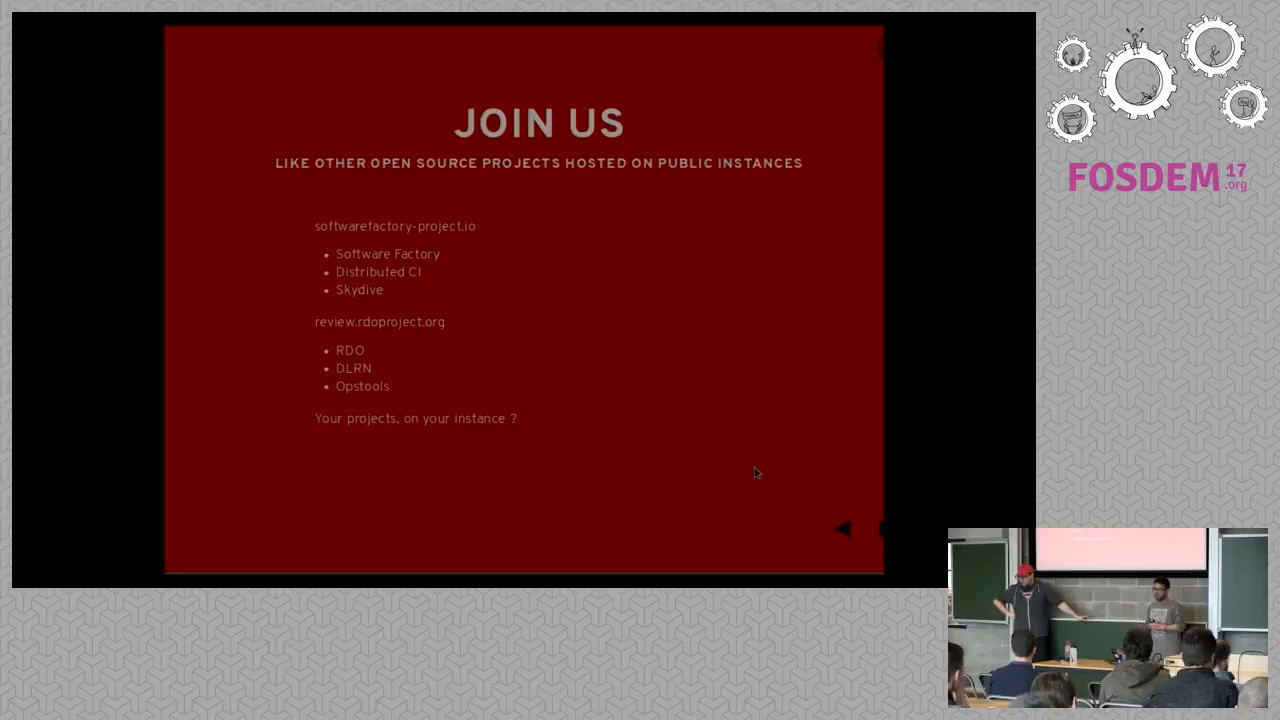 JOIN US
LIKE OTHER OPEN SOURCE PROJECTS HOSTED ON PUBLIC INSTANCES
softwarefactory-project.io
Software Factory
Distributed CI
Skydive
review.rdoproject.org
RDO
DLRN
Opstools
Your projects, on your instance ?
FOSDEM 17
.org